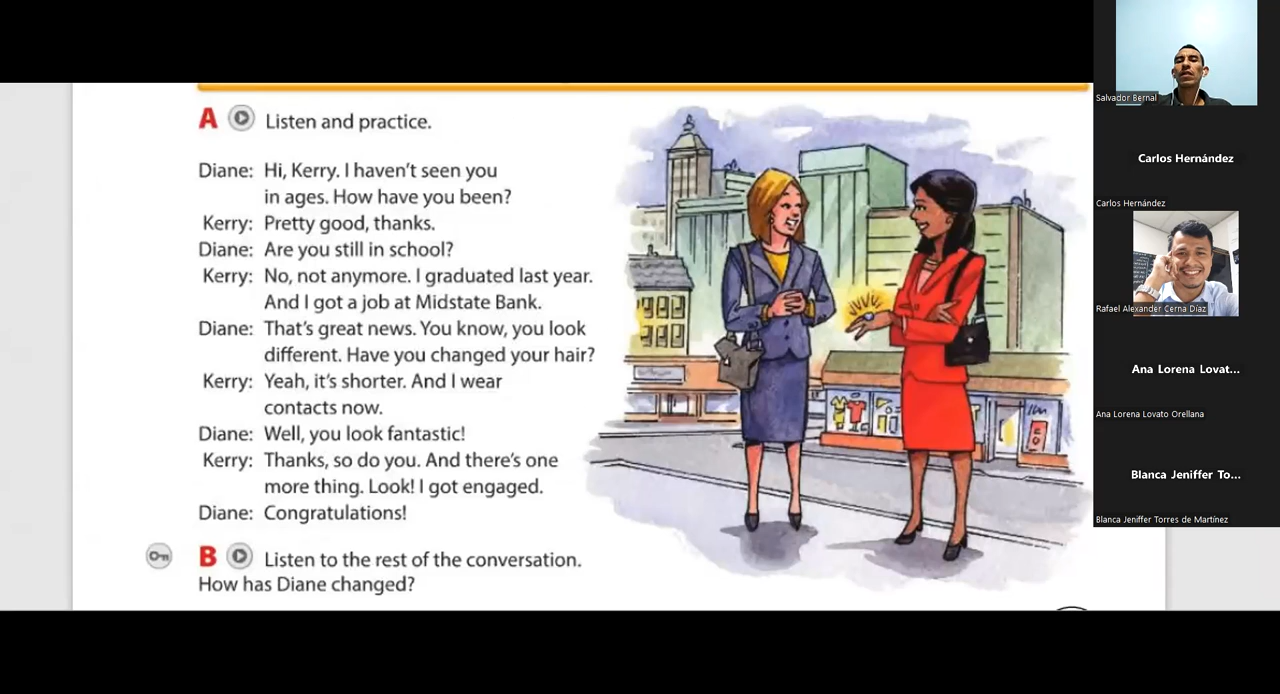 A Listen and practice.
Diane: Hi, Kerry. I haven't seen you
in ages. How have you been?
Kerry: Pretty good, thanks.
Diane: Are you still in school?
Kerry: No, not anymore. I graduated last year.
And I got a job at Midstate Bank.
Diane: That's great news. You know, you look
different. Have you changed your hair?
Kerry: Yeah, it's shorter. And I wear
contacts now.
Diane: Well, you look fantastic!
Kerry: Thanks, so do you. And there's one
more thing. Look! I got engaged.
Diane: Congratulations!
B Listen to the rest of the conversation.
How has Diane changed?
Salvador Bernal
Carlos Hernández
Carlos Hernández
Rafael Alexander Cerna Díaz
Ana Lorena Lovat...
Ana Lorena Lovato Orellana
Blanca Jeniffer To...
Blanca Jeniffer Torres de Martínez